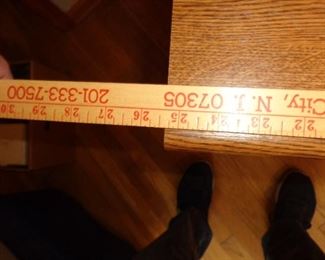 City, N.J. 07305 201-333-7500
22 23 24 25 26 27 28 29 30